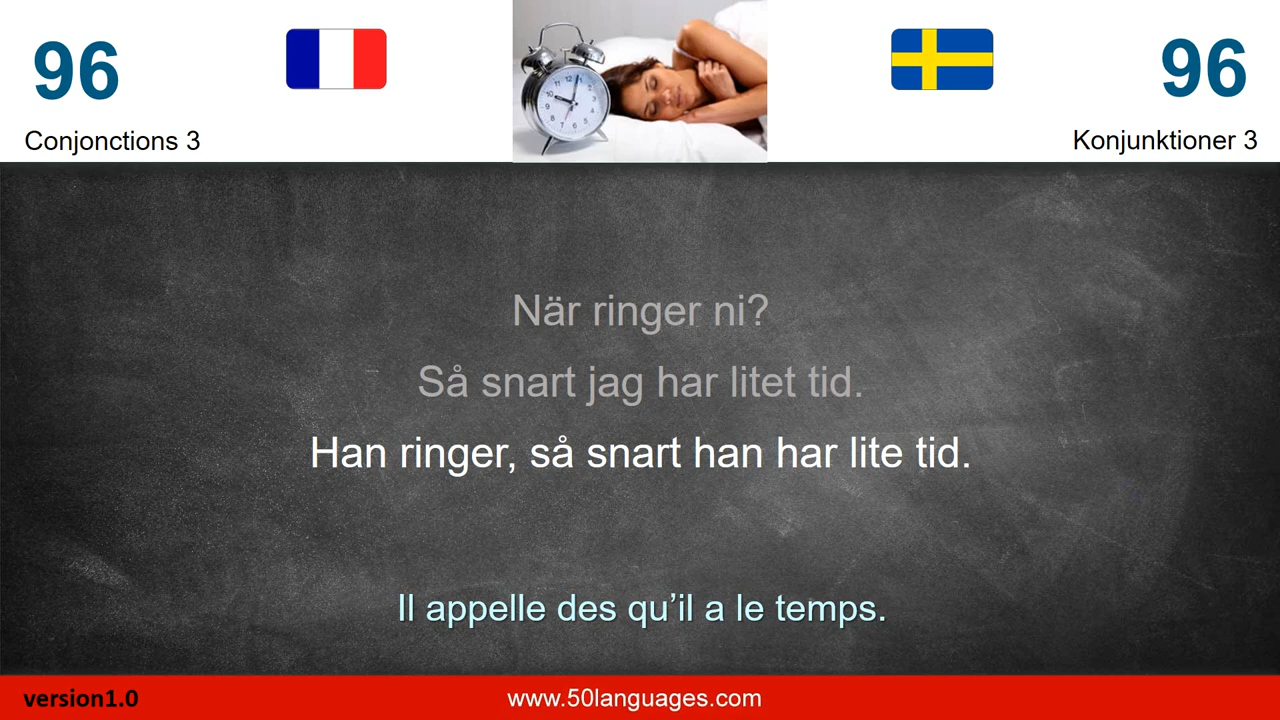 96
96
Conjonctions 3
Konjunktioner 3
När ringer ni?
Så snart jag har litet tid.
Han ringer, så snart han har lite tid.
Il appelle des qu’il a le temps.
version1.0
www.50languages.com